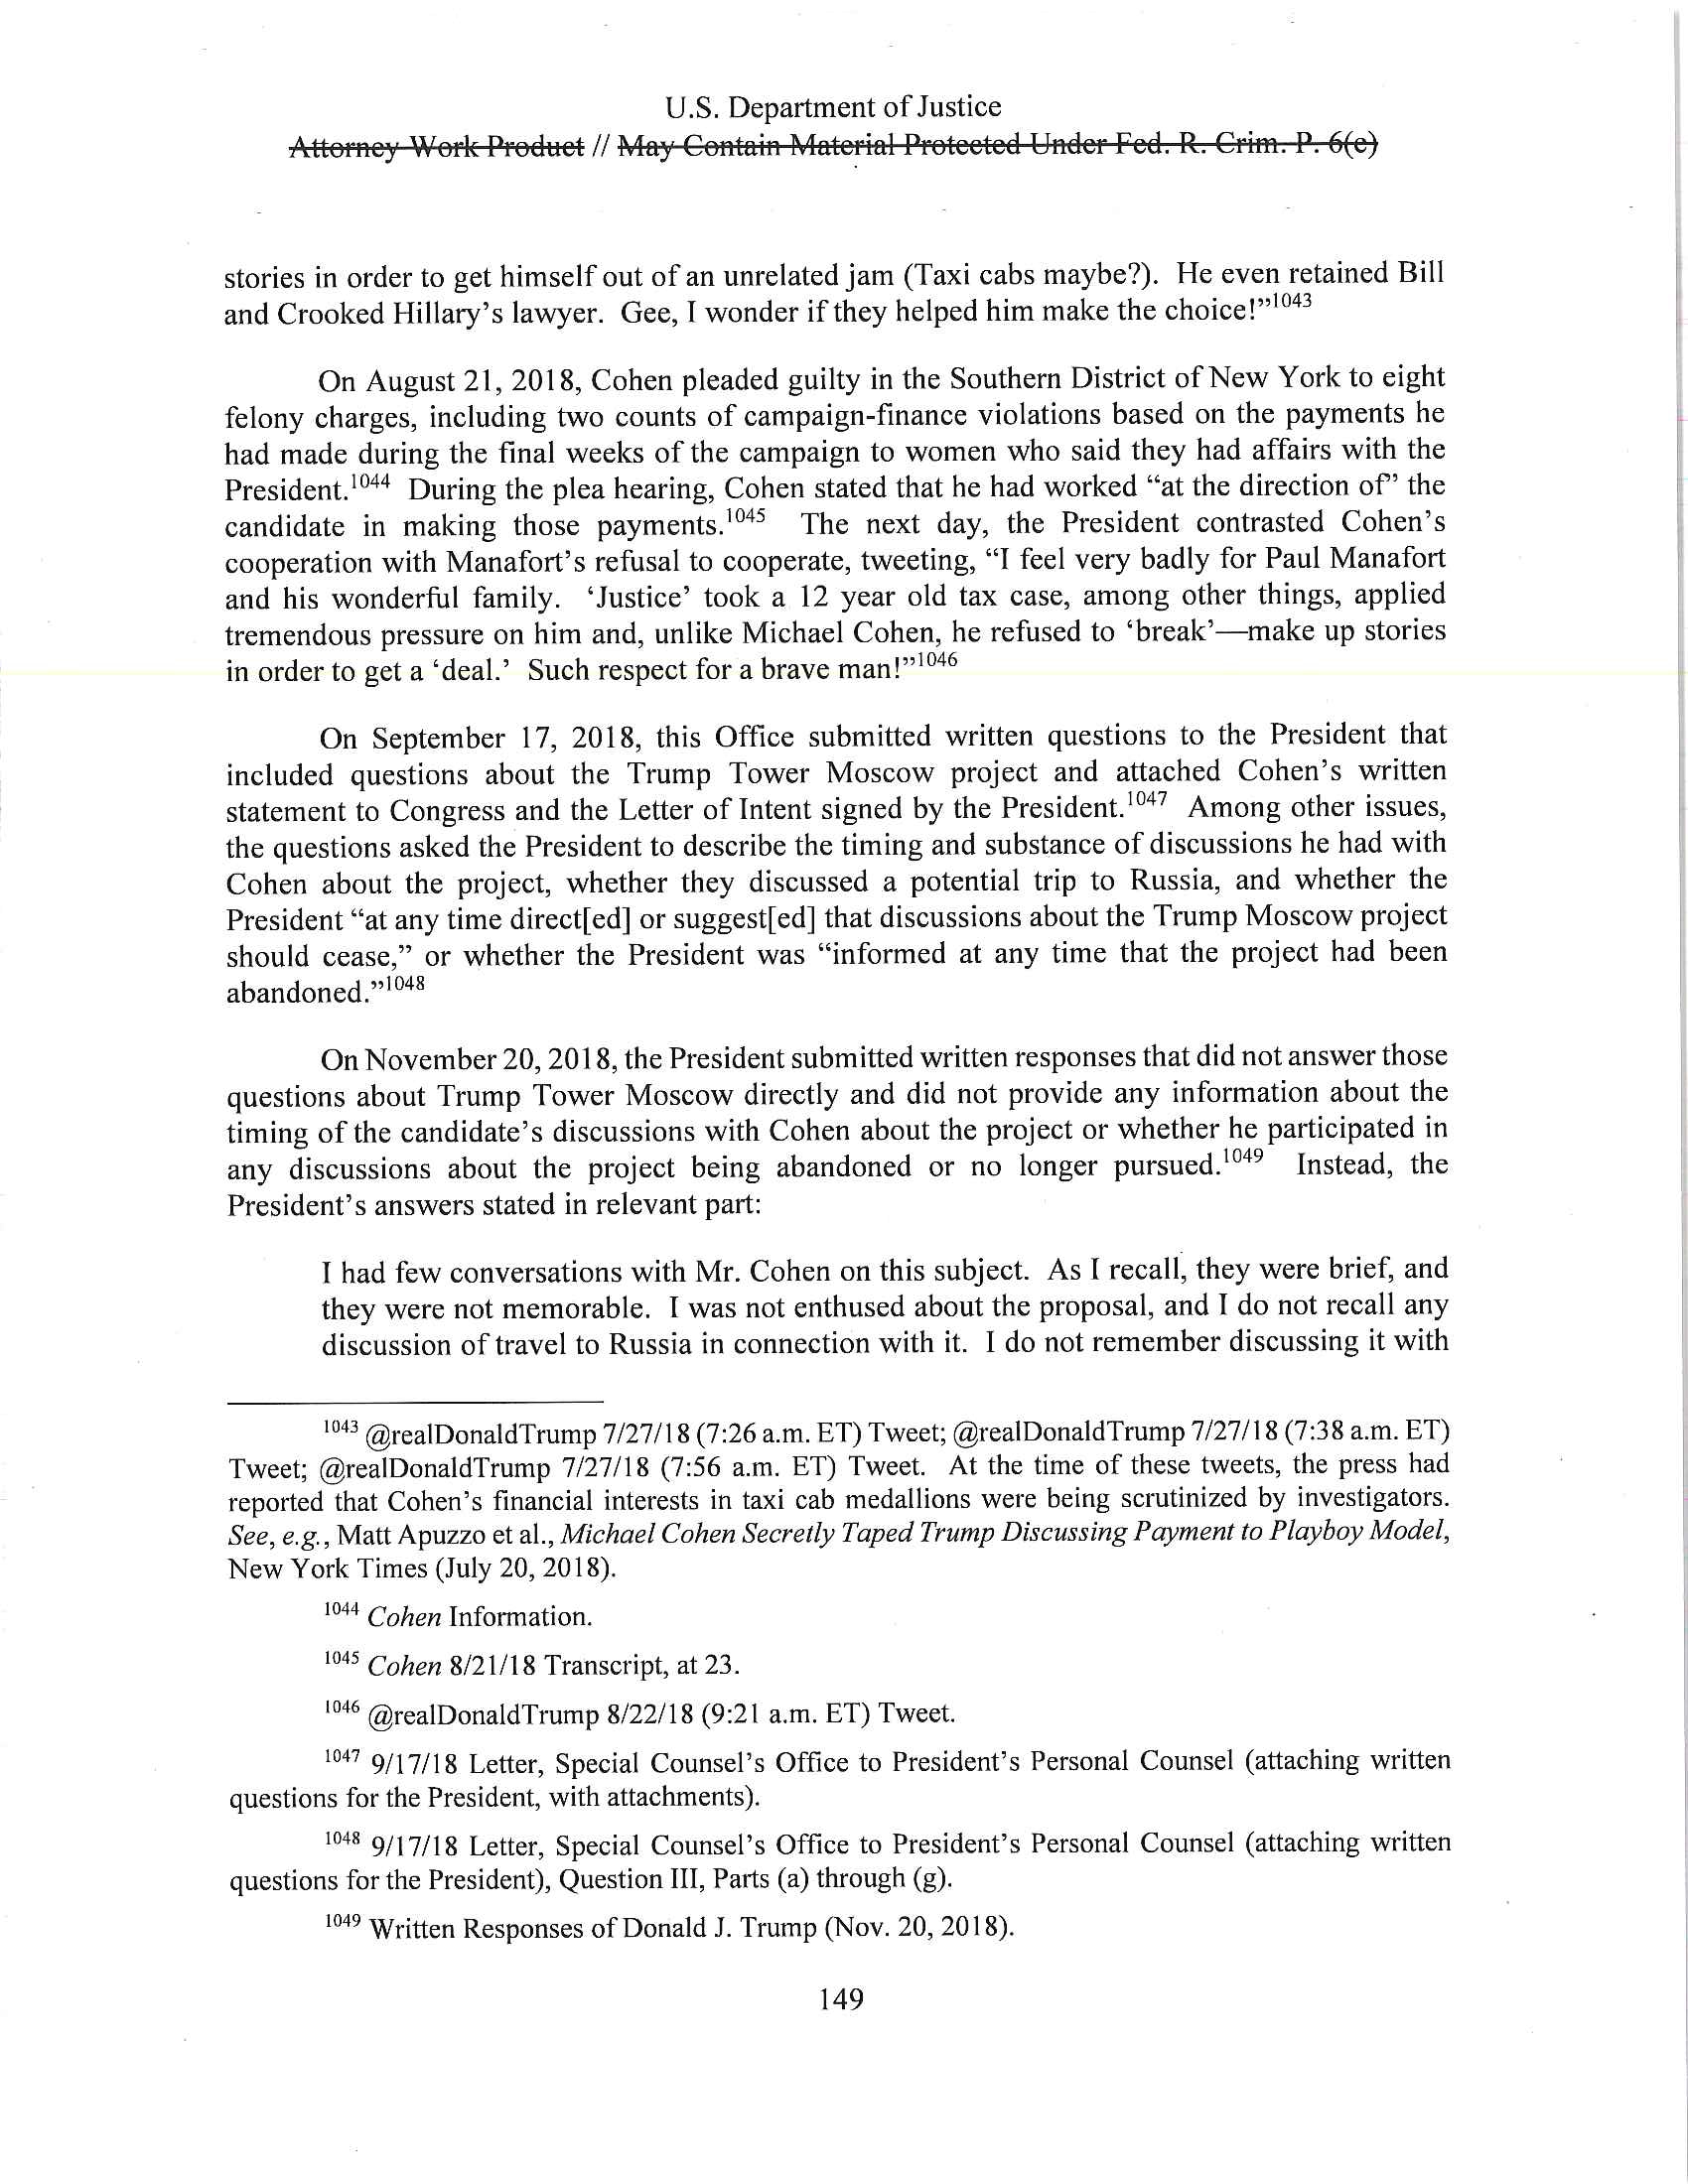 U.S. Department of Justice
Attorney Work Product // May Contain Material Protected Under Fed. R. Crim. P. 6(e)
stories in order to get himself out of an unrelated jam (Taxi cabs maybe?). He even retained Bill
and Crooked Hillary's lawyer. Gee, I wonder if they helped him make the choice!”1043
On August 21, 2018, Cohen pleaded guilty in the Southern District of New York to eight
felony charges, including two counts of campaign-finance violations based on the payments he
had made during the final weeks of the campaign to women who said they had affairs with the
President.1044 During the plea hearing, Cohen stated that he had worked “at the direction of” the
candidate in making those payments.1045 The next day, the President contrasted Cohen's
cooperation with Manafort's refusal to cooperate, tweeting, “I feel very badly for Paul Manafort
and his wonderful family. ‘Justice’ took a 12 year old tax case, among other things, applied
tremendous pressure on him and, unlike Michael Cohen, he refused to ‘break’—make up stories
in order to get a ‘deal.’ Such respect for a brave man!”1046
On September 17, 2018, this Office submitted written questions to the President that
included questions about the Trump Tower Moscow project and attached Cohen's written
statement to Congress and the Letter of Intent signed by the President.1047 Among other issues,
the questions asked the President to describe the timing and substance of discussions he had with
Cohen about the project, whether they discussed a potential trip to Russia, and whether the
President “at any time direct[ed] or suggest[ed] that discussions about the Trump Moscow project
should cease,” or whether the President was “informed at any time that the project had been
abandoned.”1048
On November 20, 2018, the President submitted written responses that did not answer those
questions about Trump Tower Moscow directly and did not provide any information about the
timing of the candidate's discussions with Cohen about the project or whether he participated in
any discussions about the project being abandoned or no longer pursued.1049 Instead, the
President's answers stated in relevant part:
I had few conversations with Mr. Cohen on this subject. As I recall, they were brief, and
they were not memorable. I was not enthused about the proposal, and I do not recall any
discussion of travel to Russia in connection with it. I do not remember discussing it with
1043 @realDonaldTrump 7/27/18 (7:26 a.m. ET) Tweet; @realDonaldTrump 7/27/18 (7:38 a.m. ET)
Tweet; @realDonaldTrump 7/27/18 (7:56 a.m. ET) Tweet. At the time of these tweets, the press had
reported that Cohen's financial interests in taxi cab medallions were being scrutinized by investigators.
See, e.g., Matt Apuzzo et al., Michael Cohen Secretly Taped Trump Discussing Payment to Playboy Model,
New York Times (July 20, 2018).
1044 Cohen Information.
1045 Cohen 8/21/18 Transcript, at 23.
1046 @realDonaldTrump 8/22/18 (9:21 a.m. ET) Tweet.
1047 9/17/18 Letter, Special Counsel's Office to President's Personal Counsel (attaching written
questions for the President, with attachments).
1048 9/17/18 Letter, Special Counsel's Office to President's Personal Counsel (attaching written
questions for the President), Question III, Parts (a) through (g).
1049 Written Responses of Donald J. Trump (Nov. 20, 2018).
149